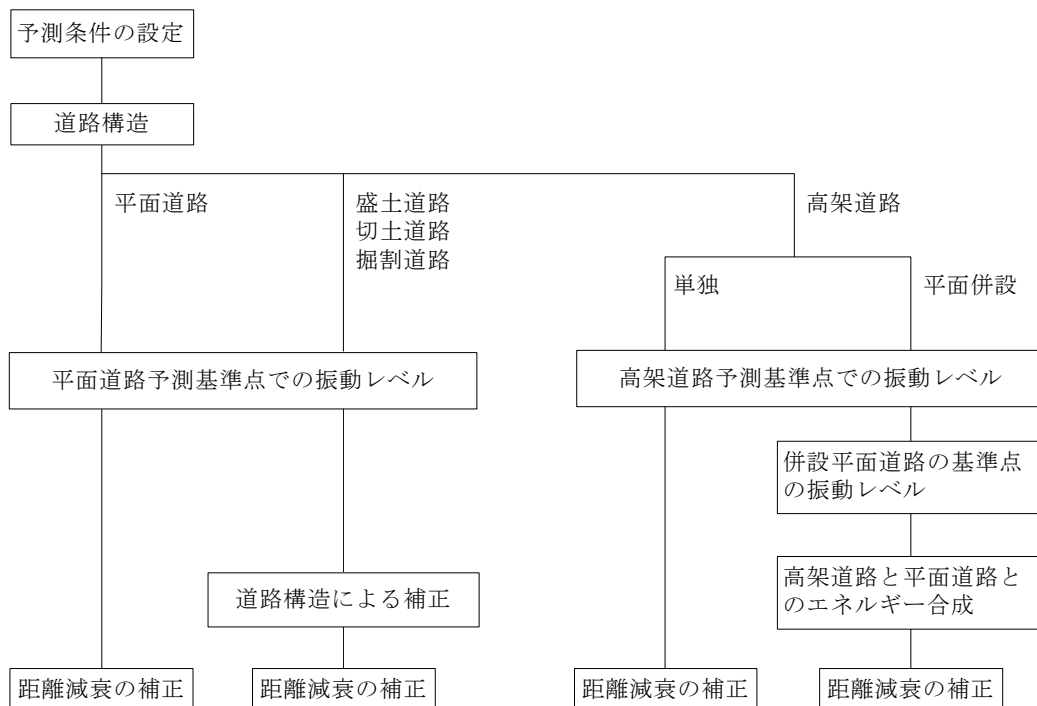 予測条件の設定
道路構造
平面道路
盛土道路
切土道路
掘割道路
高架道路
単独
平面併設
平面道路予測基準点での振動レベル
高架道路予測基準点での振動レベル
併設平面道路の基準点
の振動レベル
道路構造による補正
高架道路と平面道路と
のエネルギー合成
距離減衰の補正
距離減衰の補正
距離減衰の補正
距離減衰の補正